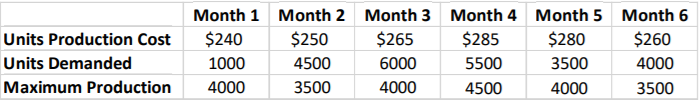 Month 1 Month 2 Month 3 Month 4 Month 5 Month 6
Units Production Cost $240 $250 $265 $285 $280 $260
Units Demanded 1000 4500 6000 5500 3500 4000
Maximum Production 4000 3500 4000 4500 4000 3500